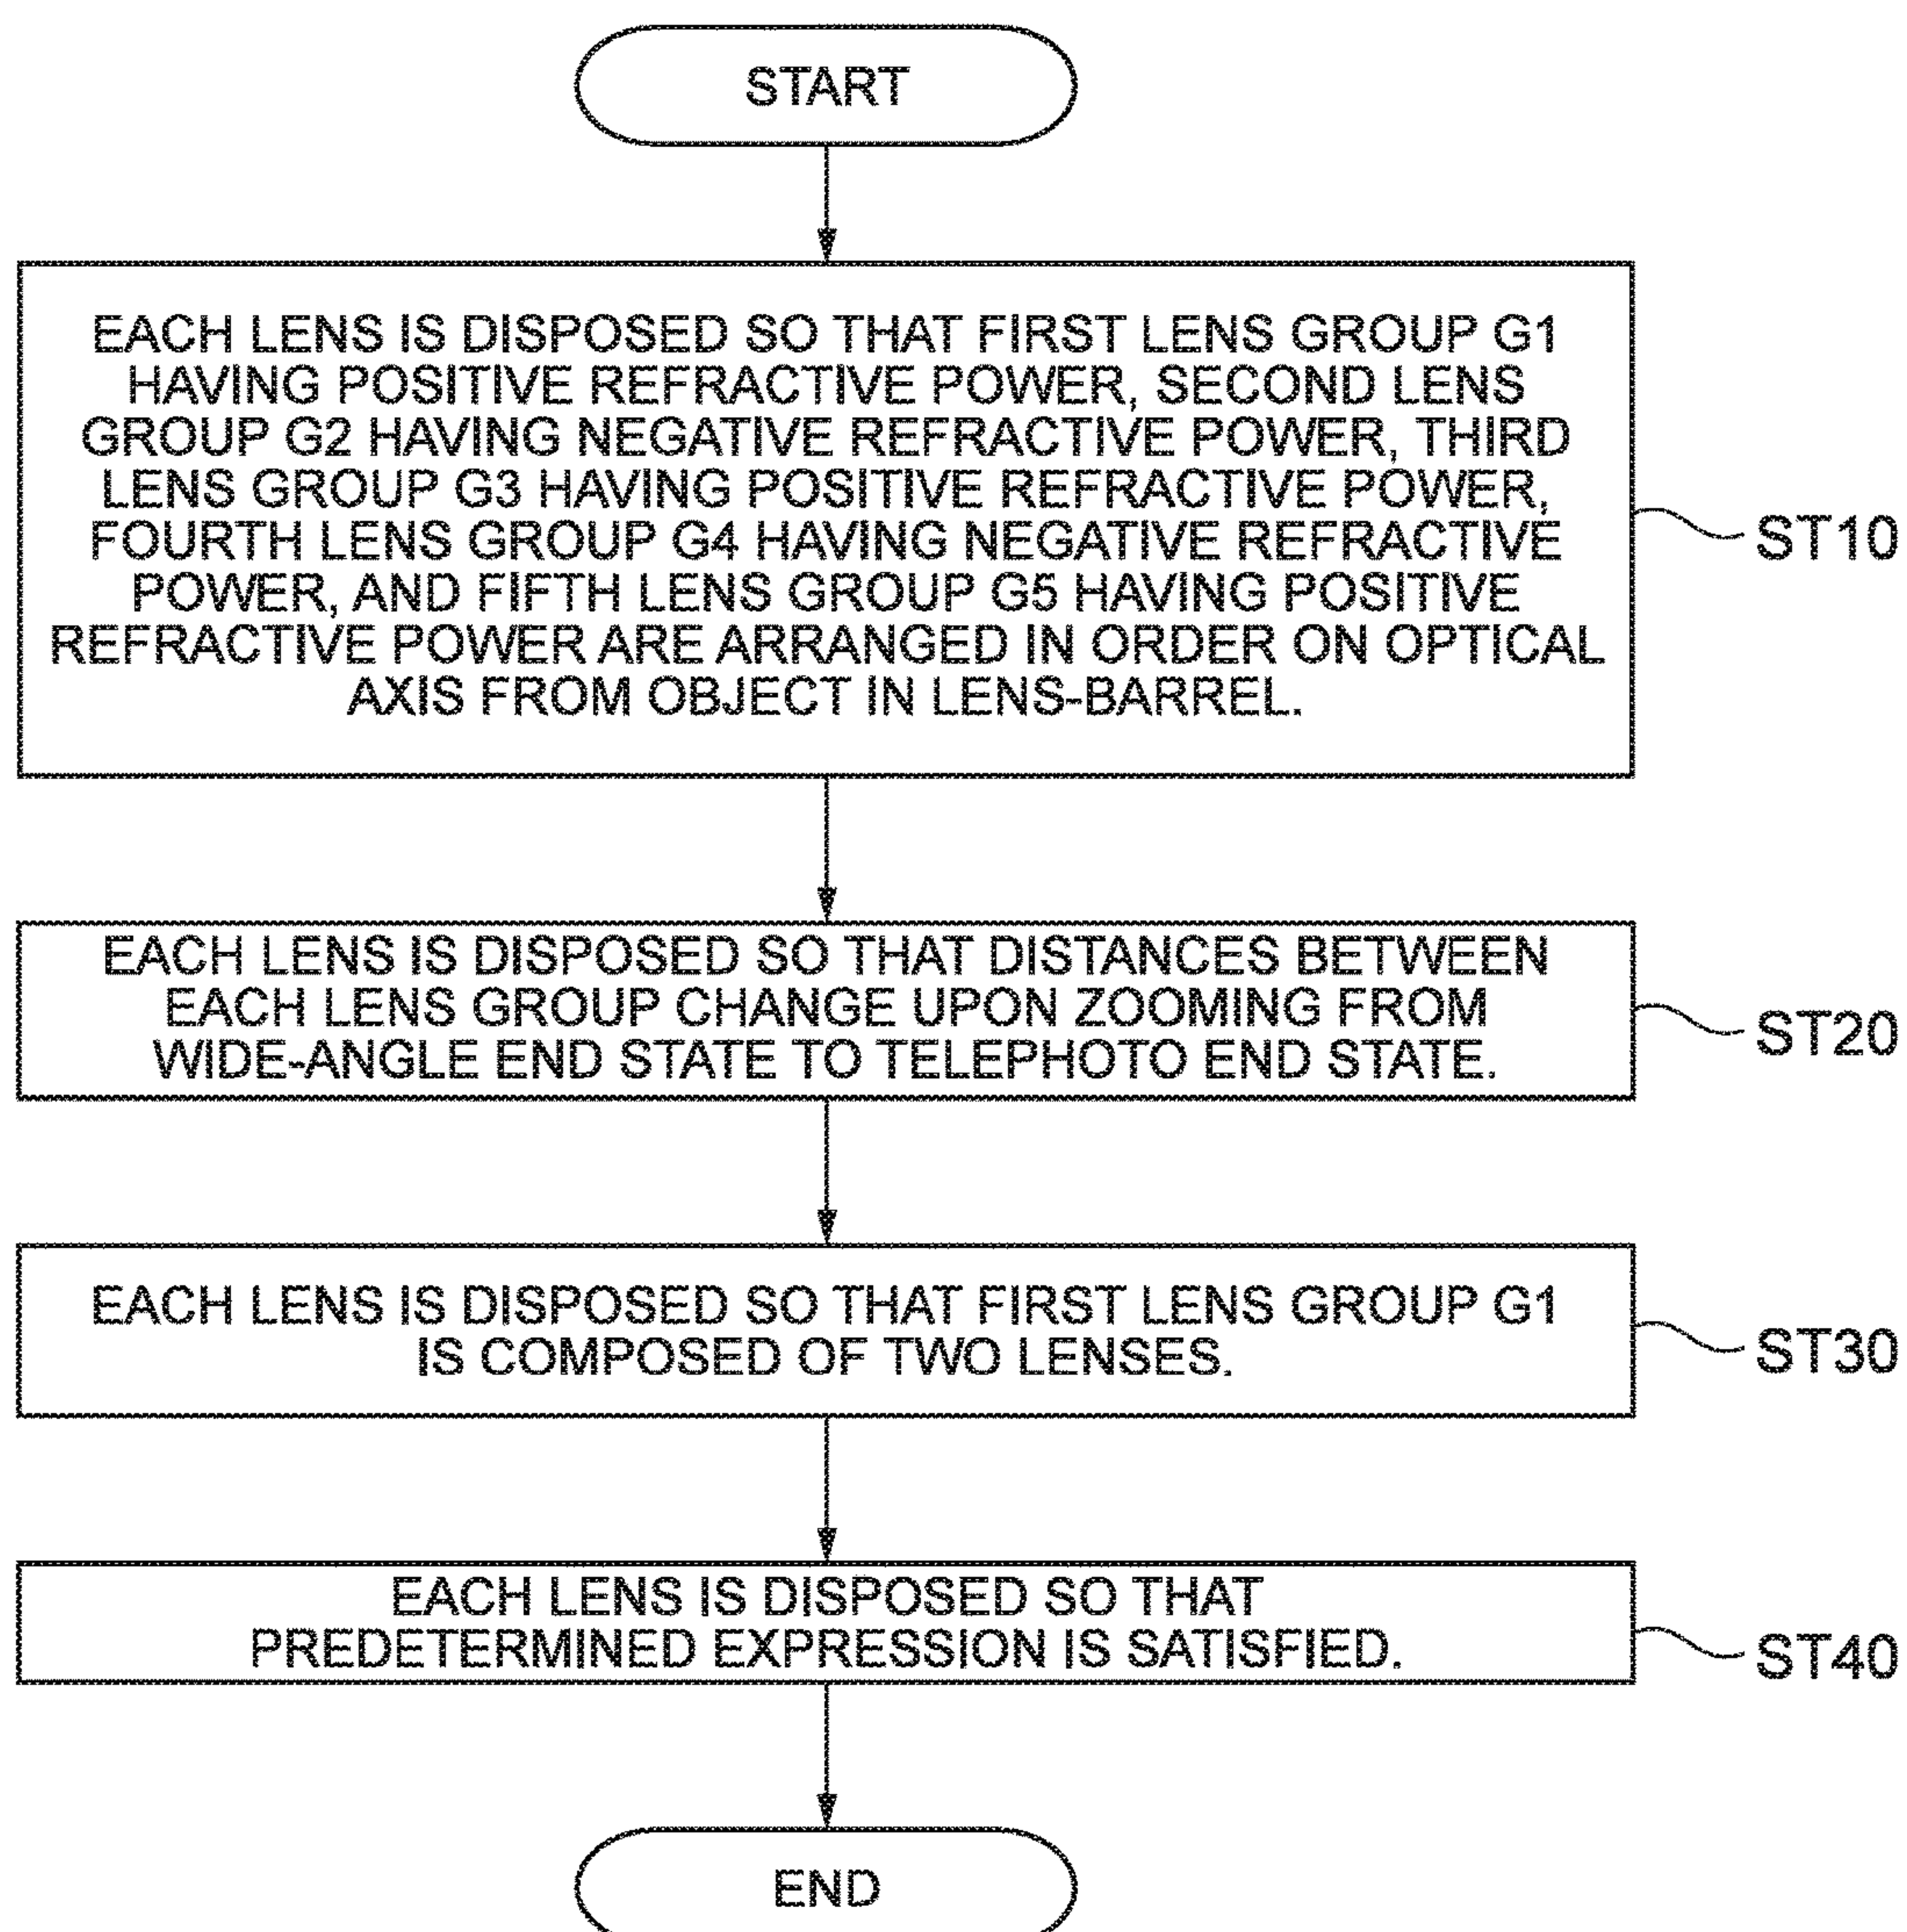 START
EACH LENS IS DISPOSED SO THAT FIRST LENS GROUP G1
HAVING POSITIVE REFRACTIVE POWER, SECOND LENS
GROUP G2 HAVING NEGATIVE REFRACTIVE POWER, THIRD
LENS GROUP G3 HAVING POSITIVE REFRACTIVE POWER,
FOURTH LENS GROUP G4 HAVING NEGATIVE REFRACTIVE
POWER, AND FIFTH LENS GROUP G5 HAVING POSITIVE
REFRACTIVE POWER ARE ARRANGED IN ORDER ON OPTICAL
AXIS FROM OBJECT IN LENS-BARREL.
ST10
EACH LENS IS DISPOSED SO THAT DISTANCES BETWEEN
EACH LENS GROUP CHANGE UPON ZOOMING FROM
WIDE-ANGLE END STATE TO TELEPHOTO END STATE.
ST20
EACH LENS IS DISPOSED SO THAT FIRST LENS GROUP G1
IS COMPOSED OF TWO LENSES.
ST30
EACH LENS IS DISPOSED SO THAT
PREDETERMINED EXPRESSION IS SATISFIED.
ST40
END